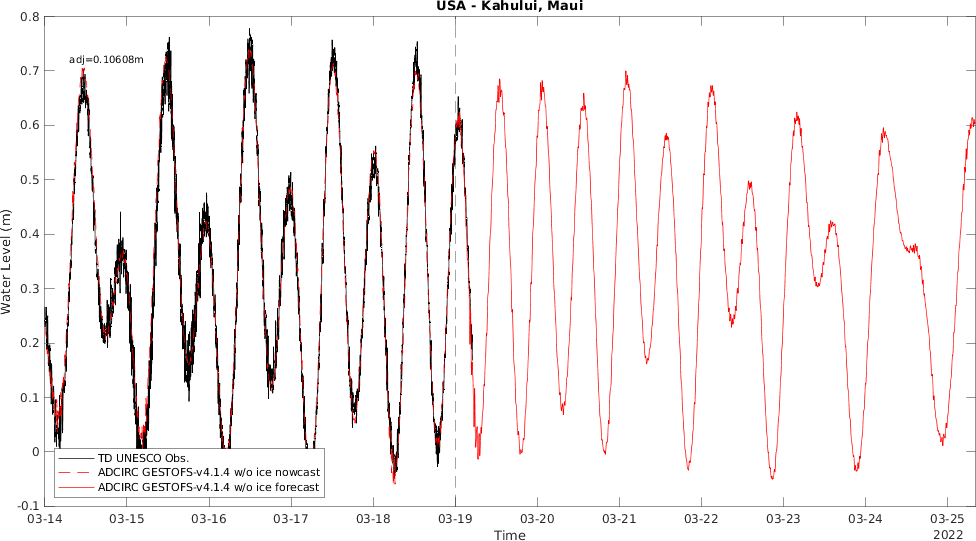 USA - Kahului, Maui
0.8
0.7
0.6
0.5
0.4
0.3
0.2
0.1
0
-0.1
Water Level (m)
adj=0.10608m
TD UNESCO Obs.
ADCIRC GESTOFS-v4.1.4 w/o ice nowcast
ADCIRC GESTOFS-v4.1.4 w/o ice forecast
03-14 03-15 03-16 03-17 03-18 03-19 03-20 03-21 03-22 03-23 03-24 03-25
Time
2022